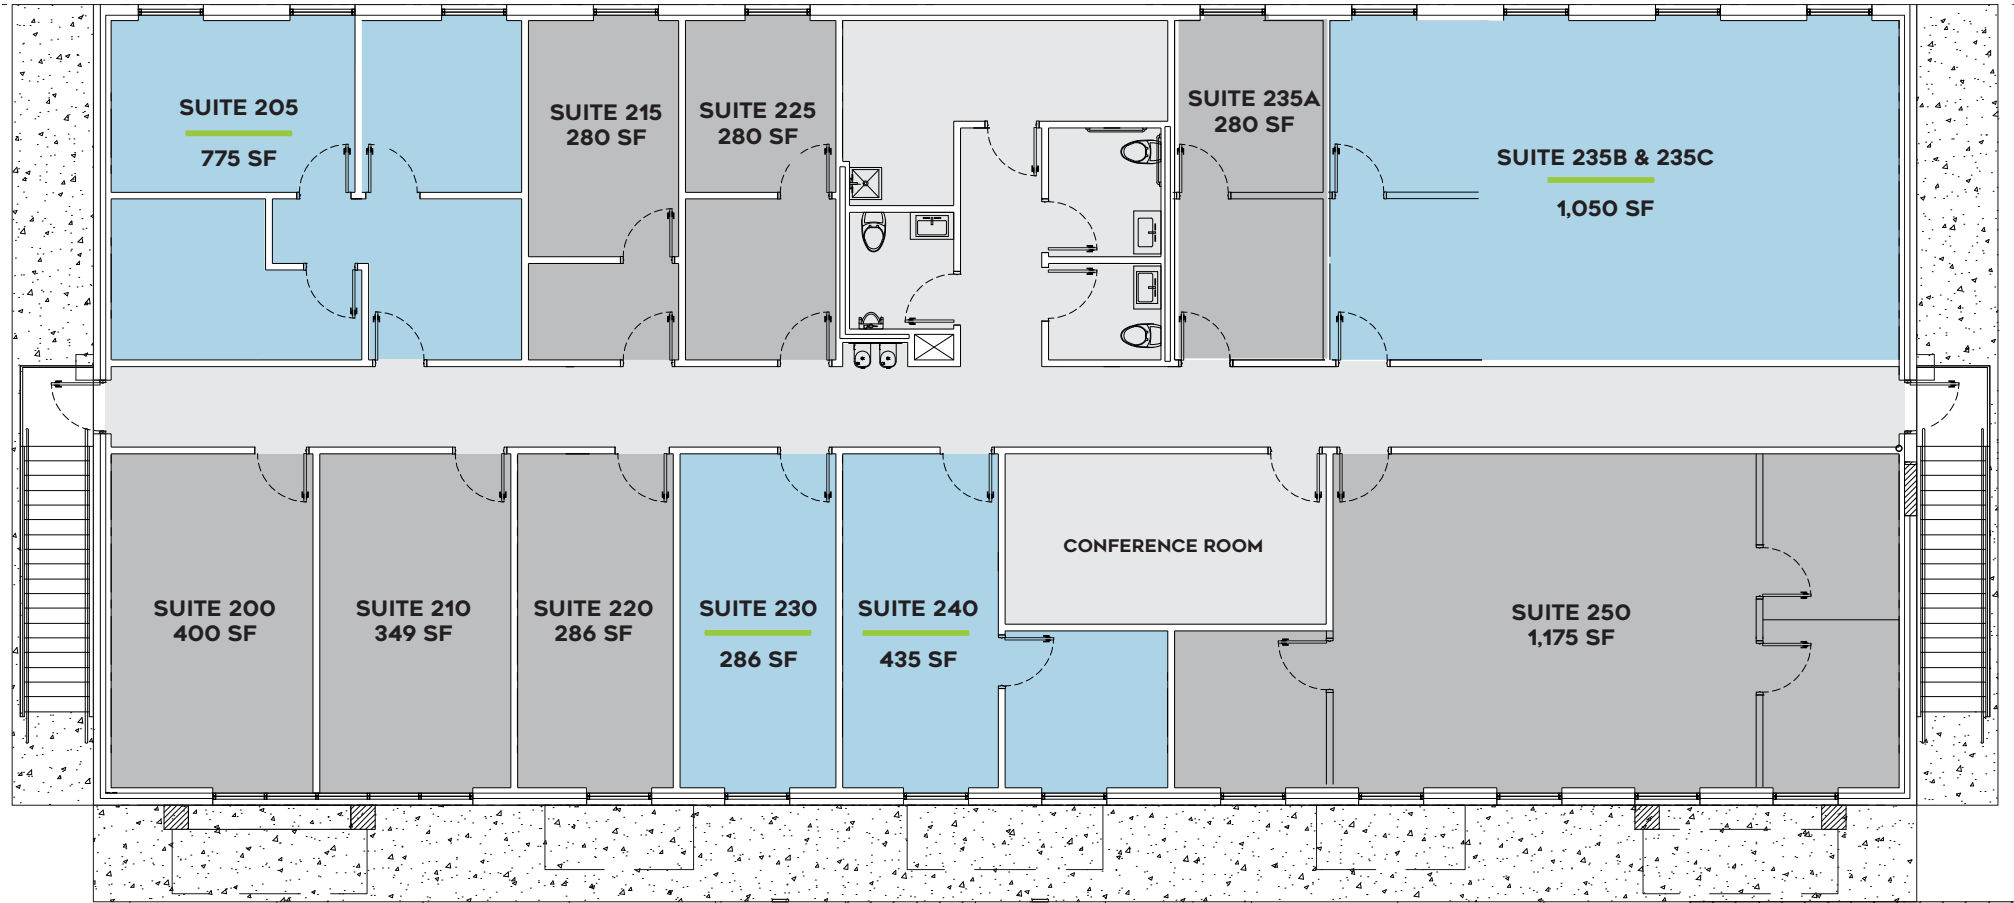 SUITE 205
775 SF
SUITE 215
280 SF
SUITE 225
280 SF
SUITE 235A
280 SF
SUITE 235B & 235C
1,050 SF
CONFERENCE ROOM
SUITE 200
400 SF
SUITE 210
349 SF
SUITE 220
286 SF
SUITE 230
286 SF
SUITE 240
435 SF
SUITE 250
1,175 SF